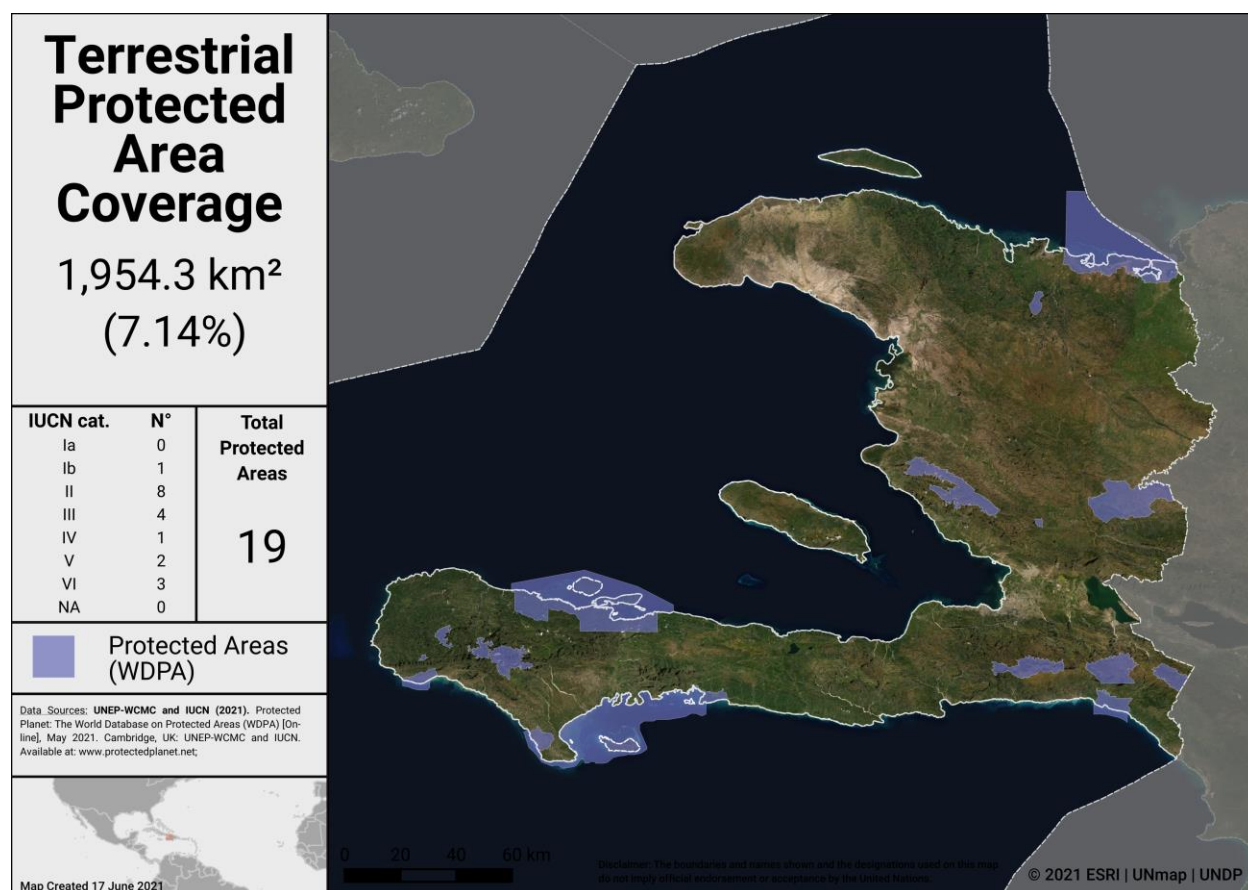 Terrestrial
Protected
Area
Coverage
1,954.3 km²
(7.14%)
IUCN cat. N°
Ia 0
Ib 1
II 8
III 4
IV 1
V 2
VI 3
NA 0
Total
Protected
Areas
19
Protected Areas
(WDPA)
Data Sources: UNEP-WCMC and IUCN (2021). Protected
Planet: The World Database on Protected Areas (WDPA) [On-
line], May 2021. Cambridge, UK: UNEP-WCMC and IUCN.
Available at: www.protectedplanet.net;
Map Created 17 June 2021
0 20 40 60 km
Disclaimer: The boundaries and names shown and the designations used on this map
do not imply official endorsement or acceptance by the United Nations.
© 2021 ESRI | UNmap | UNDP